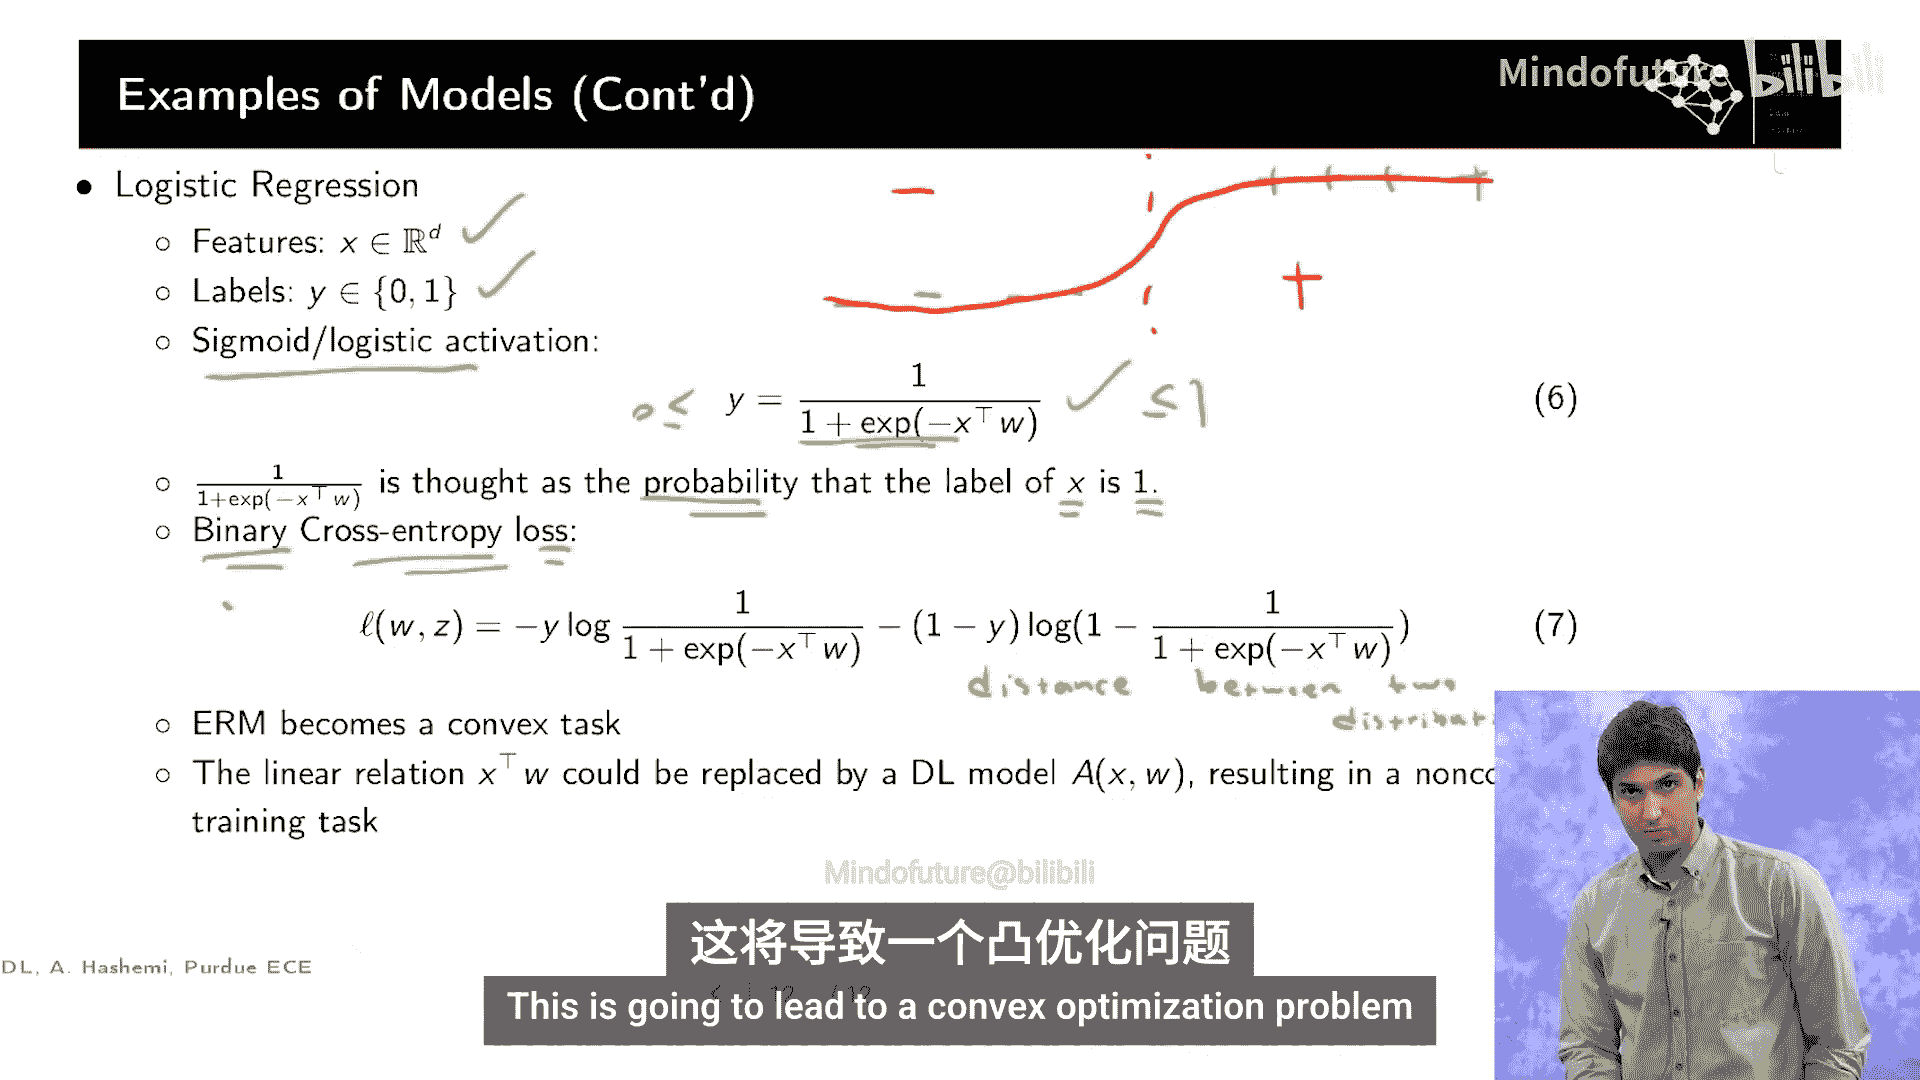 Examples of Models (Cont'd)
Mindofuture
bilibili
• Logistic Regression
○ Features: x ∈ ℝᵈ
○ Labels: y ∈ {0, 1}
○ Sigmoid/logistic activation:
0 ≤ y = 1 / (1 + exp(−x⊤w)) ≤ 1 (6)
○ 1 / (1+exp(−x⊤w)) is thought as the probability that the label of x is 1.
○ Binary Cross-entropy loss:
ℓ(w, z) = −y log 1 / (1 + exp(−x⊤w)) − (1 − y) log(1 − 1 / (1 + exp(−x⊤w))) (7)
distance between two
○ ERM becomes a convex task
○ The linear relation x⊤w could be replaced by a DL model A(x, w), resulting in a
training task
Mindofuture@bilibili
这将导致一个凸优化问题
DL, A. Hashemi, Purdue ECE
This is going to lead to a convex optimization problem